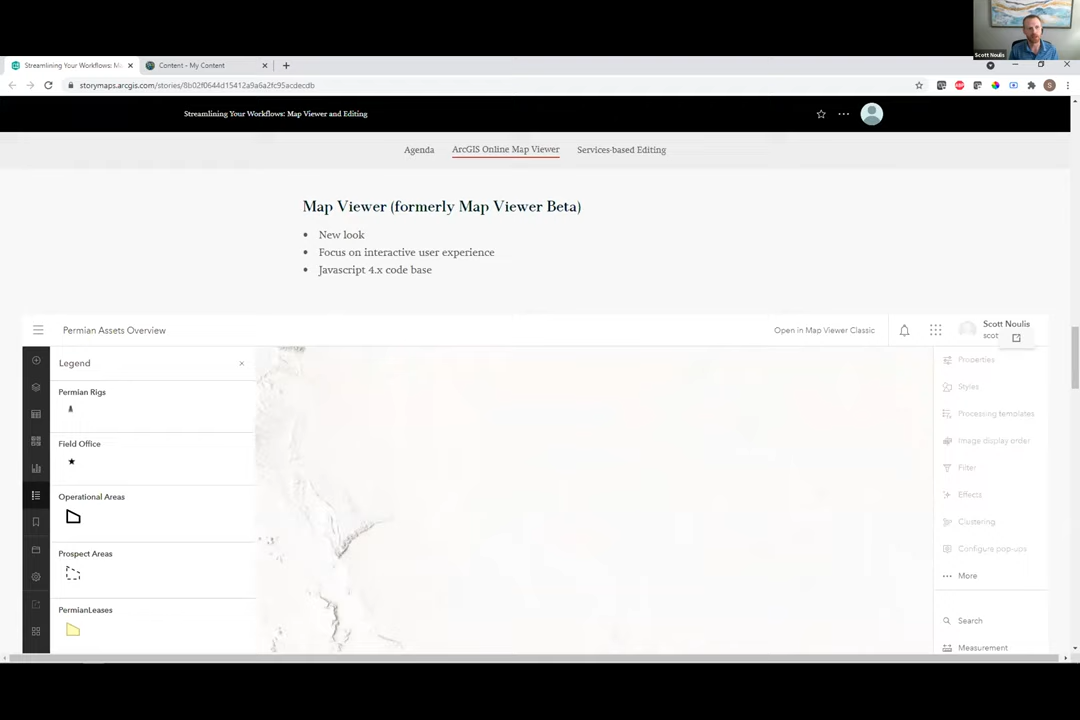 Scott Noulis
Streamlining Your Workflows: Ma
Content - My Content
storymaps.arcgis.com/stories/8b02f0644d15412a9a6a2fc95acdecdb
S
Streamlining Your Workflows: Map Viewer and Editing
Agenda
ArcGIS Online Map Viewer
Services-based Editing
Map Viewer (formerly Map Viewer Beta)
• New look
• Focus on interactive user experience
• Javascript 4.x code base
Permian Assets Overview
Open in Map Viewer Classic
Scott Noulis
scot
Legend
Permian Rigs
Field Office
Operational Areas
Prospect Areas
PermianLeases
Properties
Styles
Processing templates
Image display order
Filter
Effects
Clustering
Configure pop-ups
More
Search
Measurement